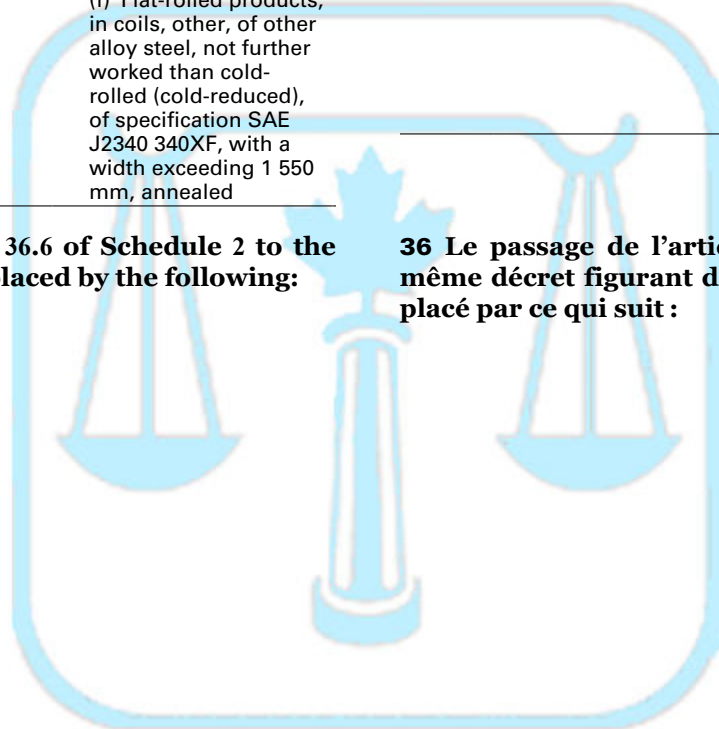 (f) Flat-rolled products,
in coils, other, of other
alloy steel, not further
worked than cold-
rolled (cold-reduced),
of specification SAE
J2340 340XF, with a
width exceeding 1 550
mm, annealed
36.6 of Schedule 2 to the
placed by the following:
36 Le passage de l’artic
même décret figurant d
placé par ce qui suit :